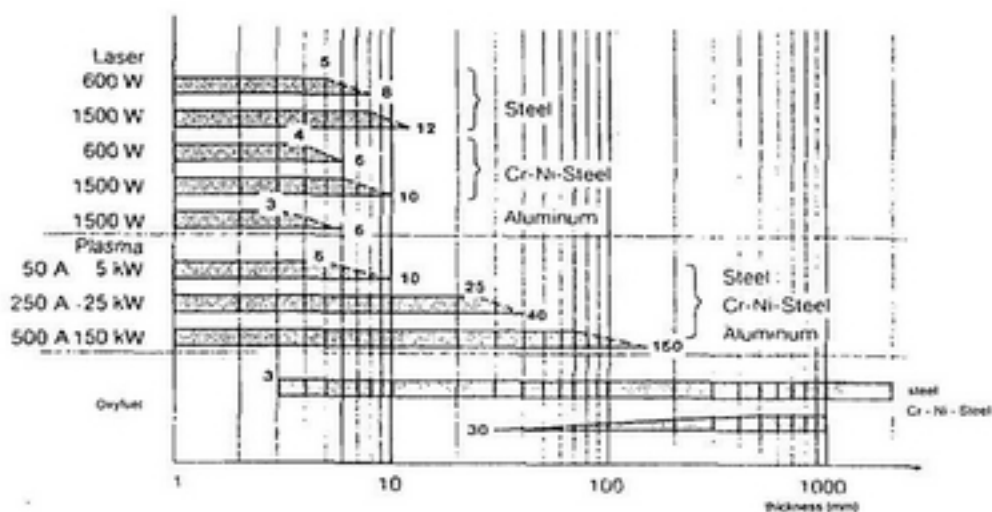 Laser
600 W 5 8
Steel
1500 W 12
4
600 W 6
Cr-Ni-Steel
1500 W 10
3
1500 W 6 Aluminum
Plasma
50 A 5 kW 10 Steel
25
250 A -25 kW 40 Cr-Ni-Steel
500 A 150 kW Aluminum
3 steel
Oxyfuel Cr - Ni - Steel
30
1 10 100 1000
thickness (mm)